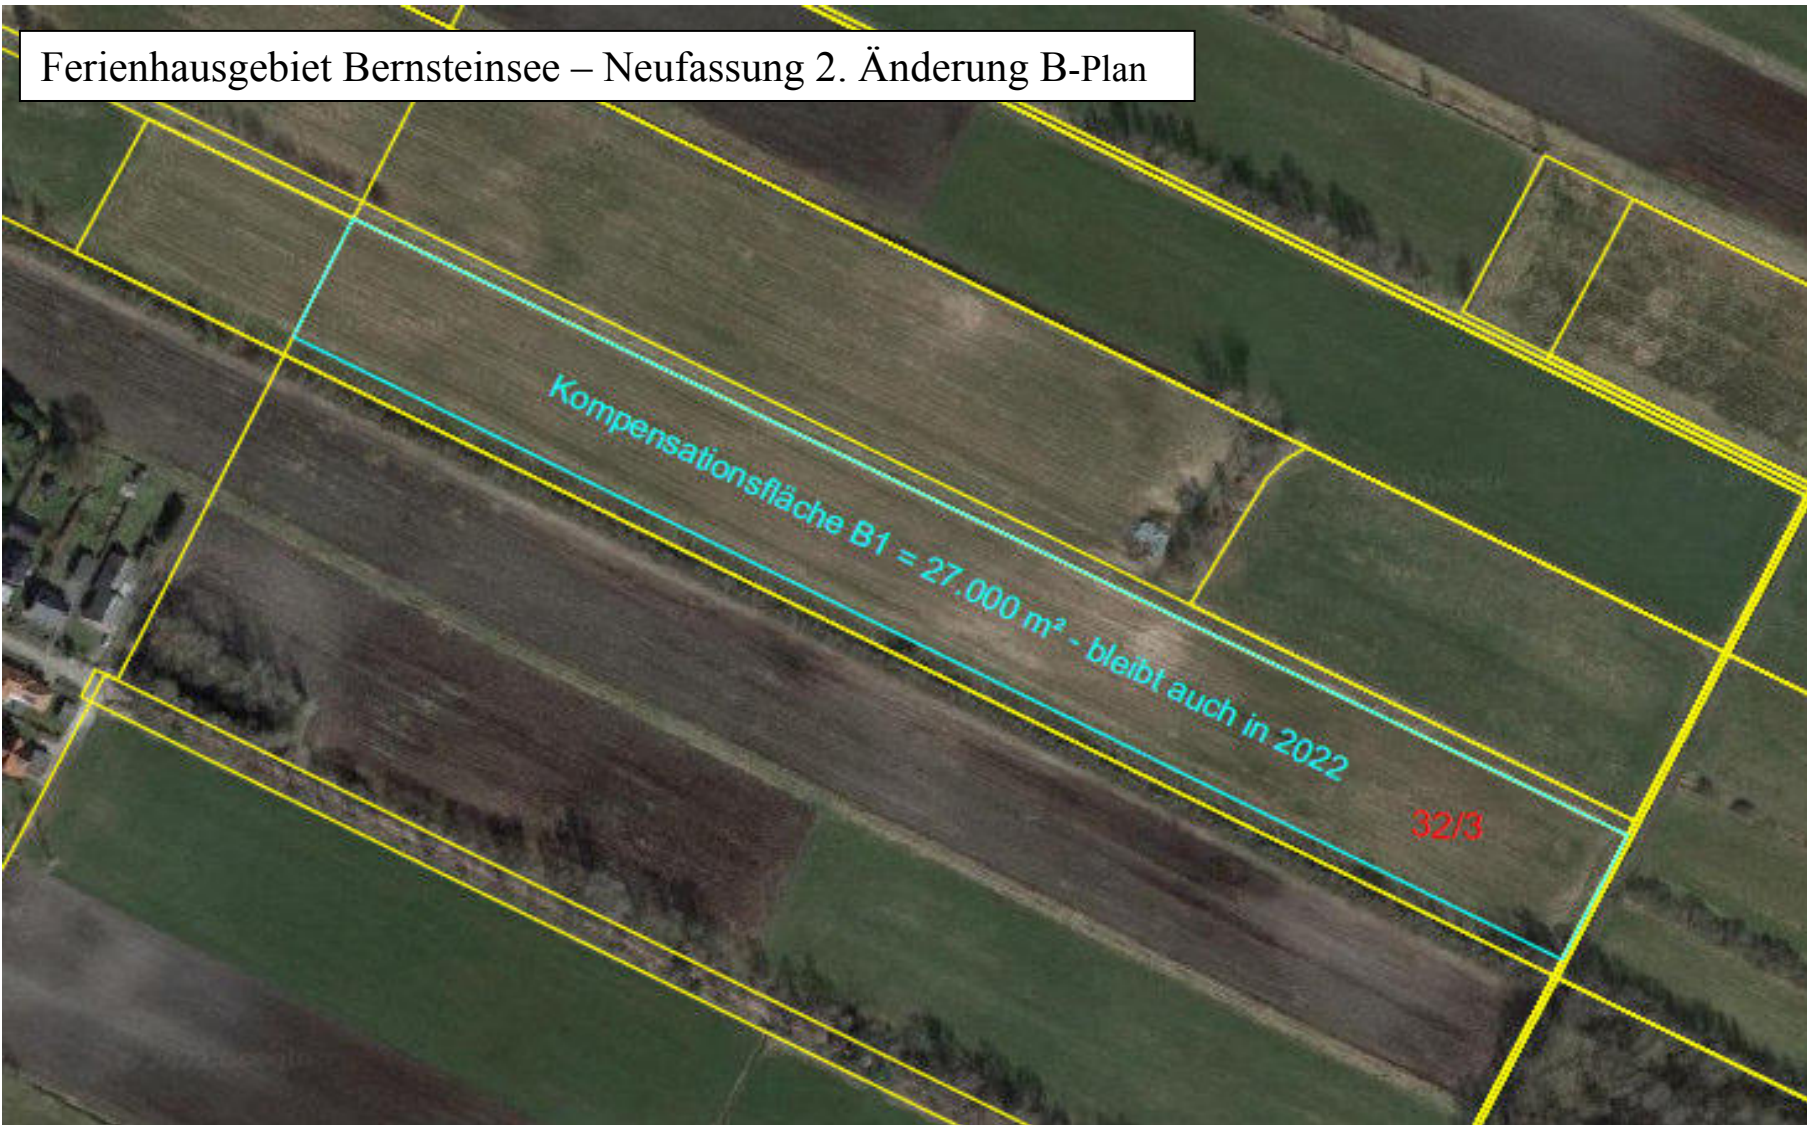 Ferienhausgebiet Bernsteinsee – Neufassung 2. Änderung B-Plan
Kompensationsfläche B1 = 27.000 m² - bleibt auch in 2022
32/3